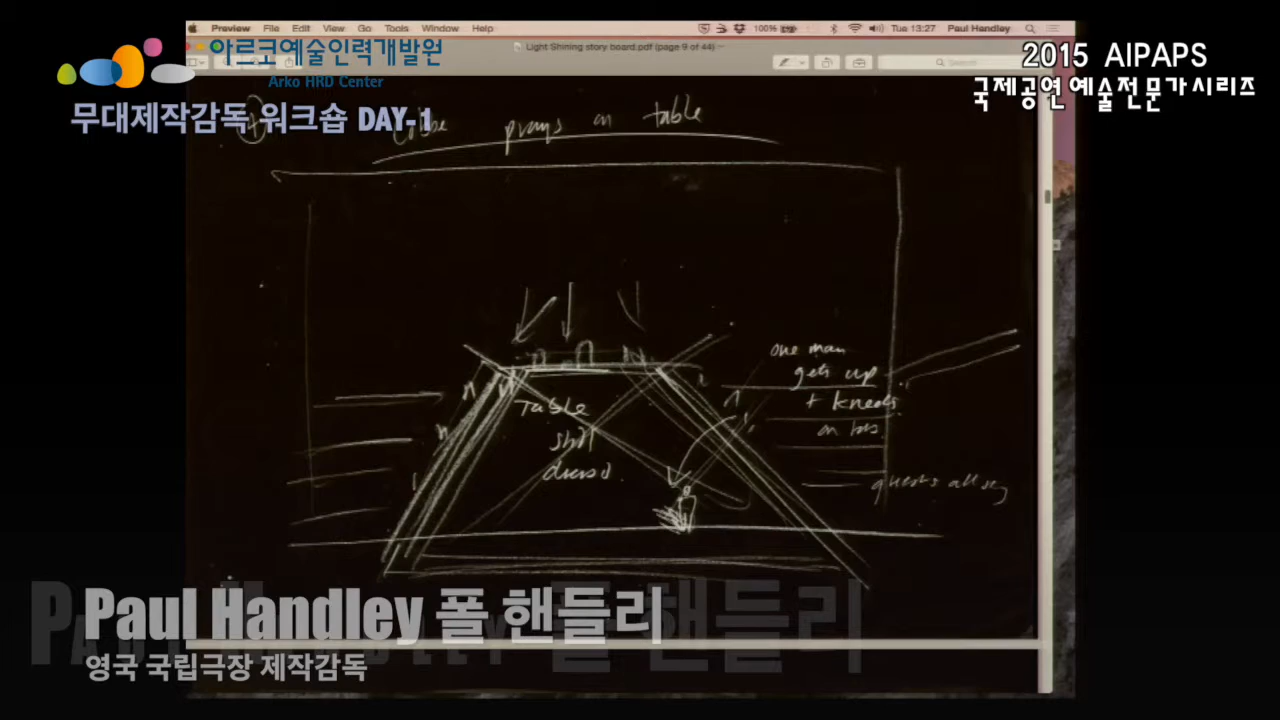 Preview File Edit View Go Tools Window Help 100% Tue 13:27 Paul Handley
Light Shining story board.pdf (page 9 of 44)
Search
아르코예술인력개발원
Arko HRD Center
무대제작감독 워크숍 DAY-1
2015 AIPAPS
국제공연예술전문가시리즈
prays on table
one man
gets up
+ kneels
on
Table
still
guests
Paul Handley 폴 핸들리
영국 국립극장 제작감독